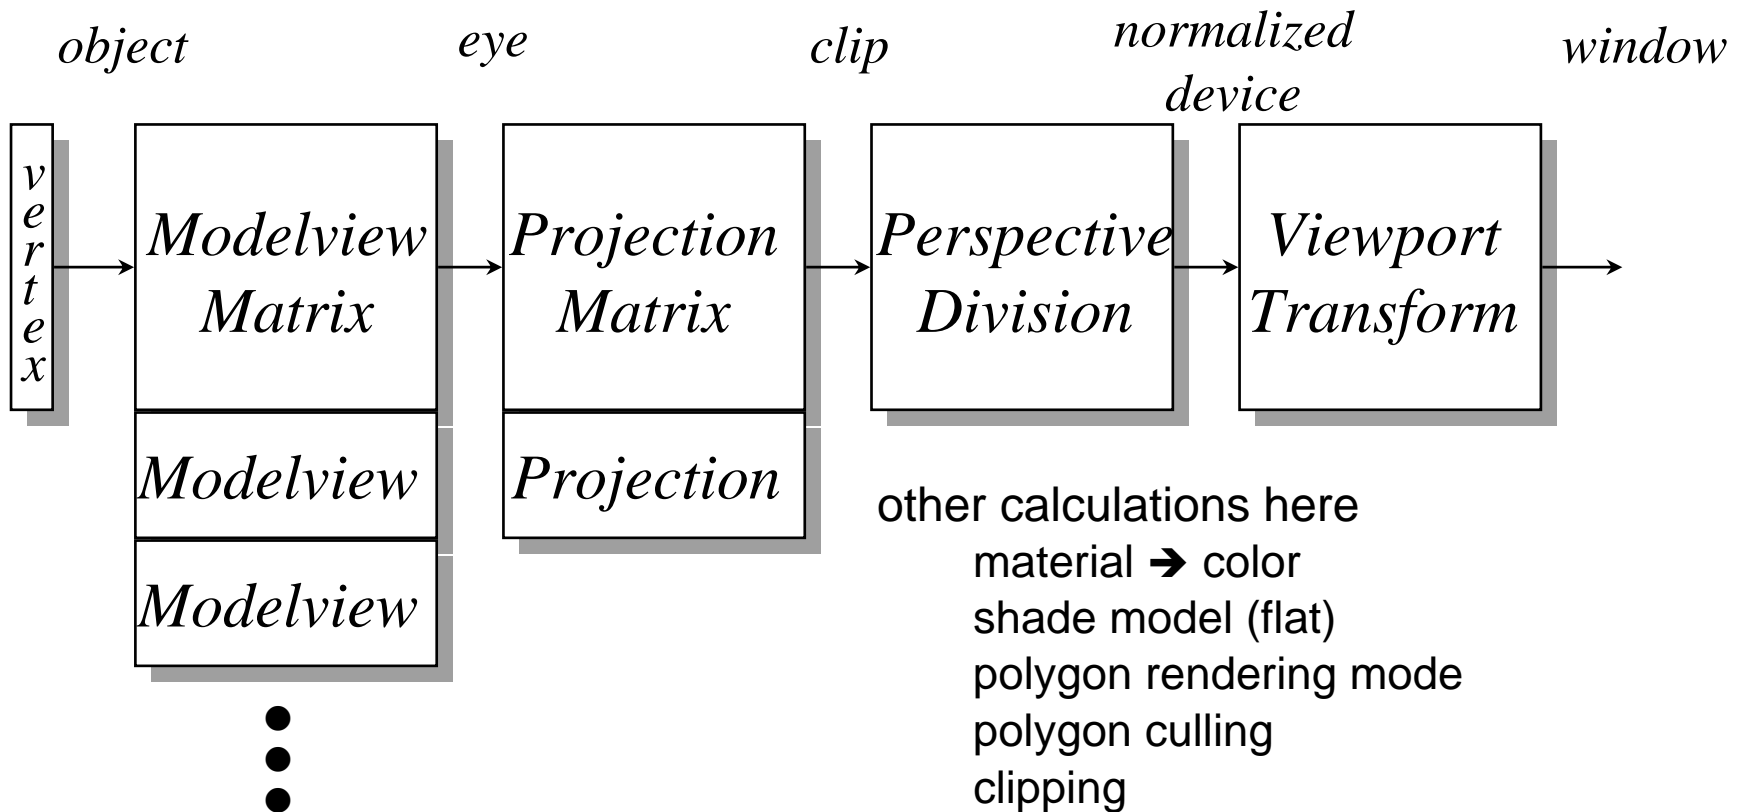 object
eye
clip
normalized
device
window
vertex
Modelview
Matrix
Projection
Matrix
Perspective
Division
Viewport
Transform
Modelview
Projection
Modelview
other calculations here
material ➔ color
shade model (flat)
polygon rendering mode
polygon culling
clipping